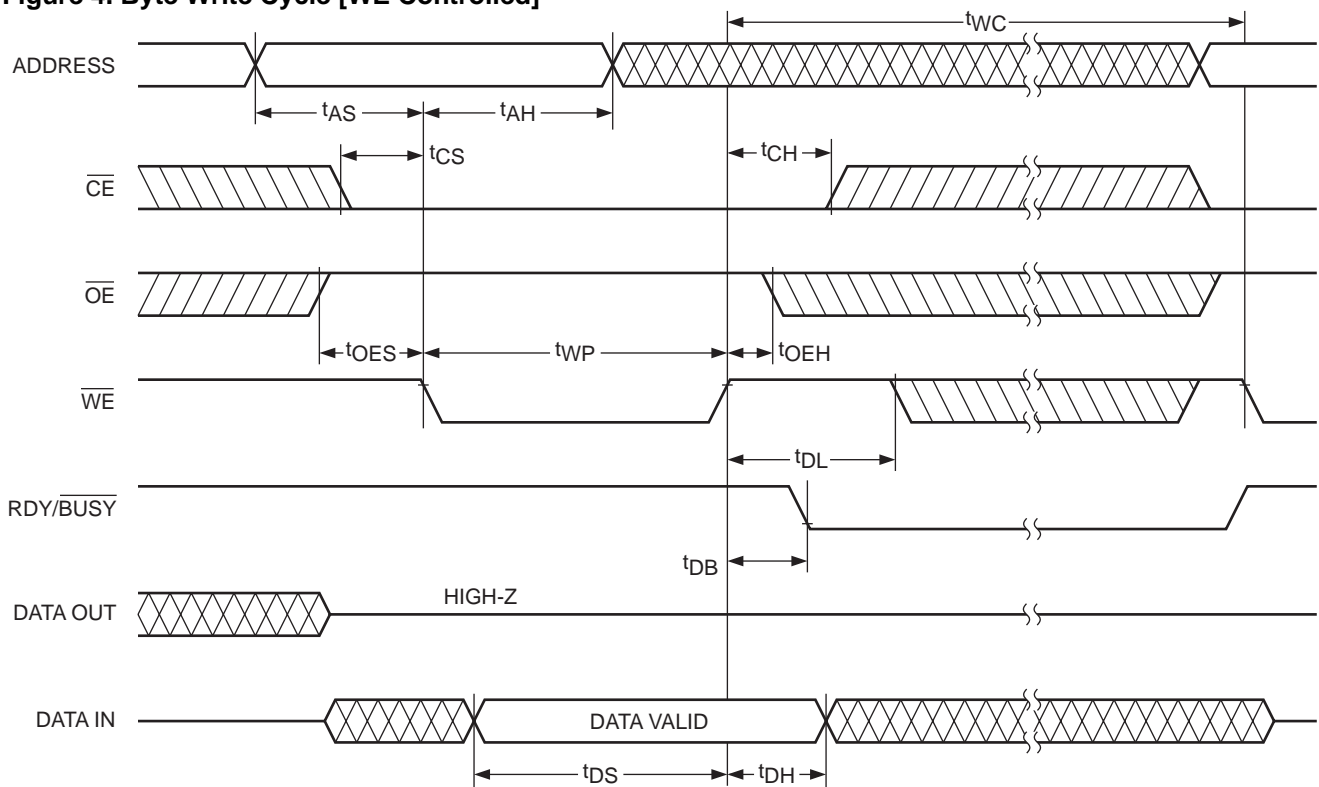 Figure 4. Byte Write Cycle [WE Controlled]
tWC
ADDRESS
tAS
tAH
tCS
tCH
CE
OE
tOES
tWP
tOEH
WE
tDL
RDY/BUSY
tDB
HIGH-Z
DATA OUT
DATA IN
DATA VALID
tDS
tDH